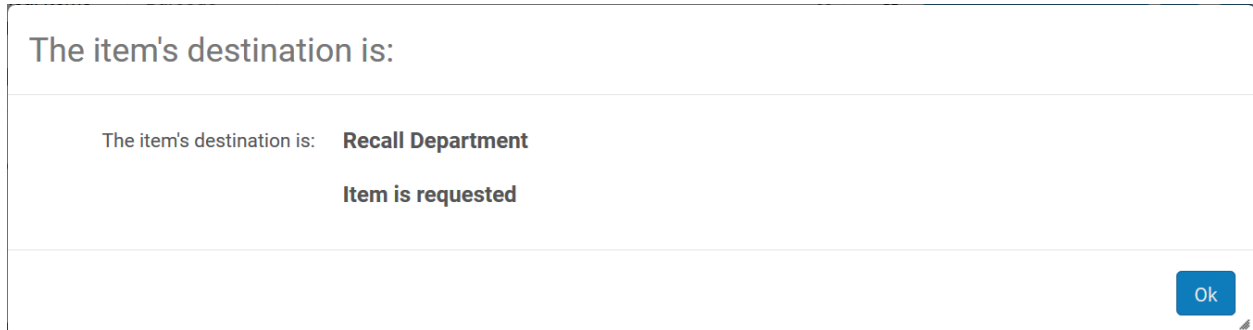 The item's destination is:
The item's destination is: Recall Department
Item is requested
Ok